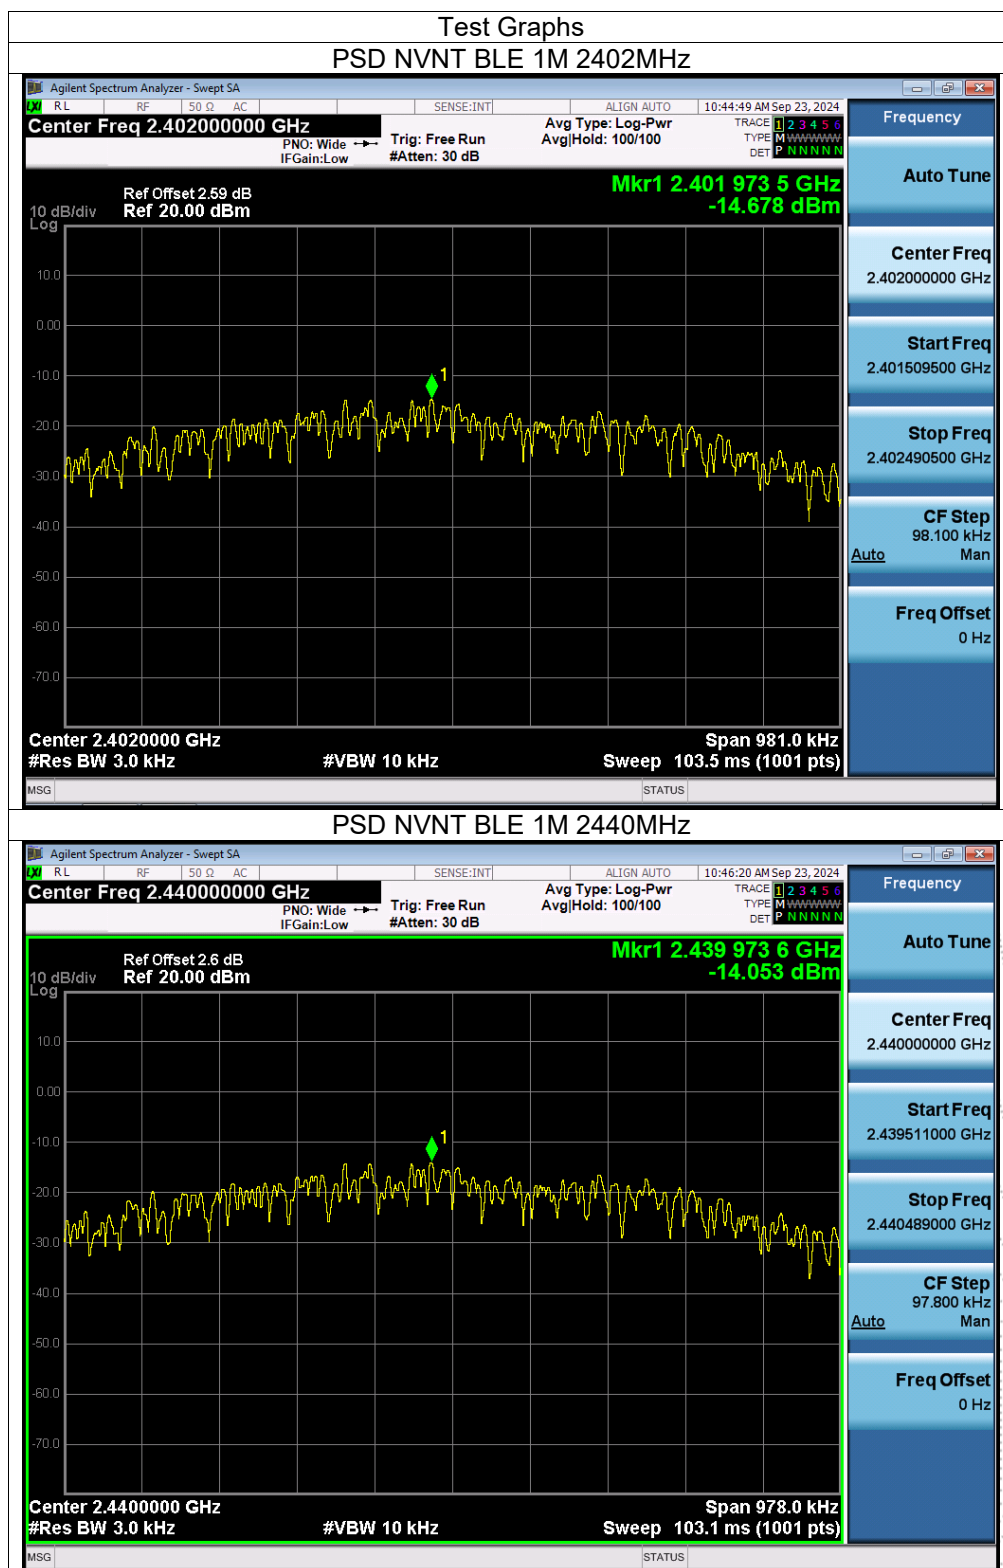 Test Graphs
PSD NVNT BLE 1M 2402MHz
Agilent Spectrum Analyzer - Swept SA
LXI RL RF 50 Ω AC SENSE:INT ALIGN AUTO 10:44:49 AM Sep 23, 2024
Center Freq 2.402000000 GHz
PNO: Wide
IFGain:Low
Trig: Free Run
#Atten: 30 dB
Avg Type: Log-Pwr
Avg|Hold: 100/100
TRACE 1 2 3 4 5 6
TYPE M WWWWW
DET P N N N N N
Ref Offset 2.59 dB
Ref 20.00 dBm
10 dB/div
Log
Mkr1 2.401 973 5 GHz
-14.678 dBm
10.0
0.00
-10.0
-20.0
-30.0
-40.0
-50.0
-60.0
-70.0
1
Center 2.4020000 GHz
Span 981.0 kHz
#Res BW 3.0 kHz
#VBW 10 kHz
Sweep 103.5 ms (1001 pts)
MSG STATUS
Frequency
Auto Tune
Center Freq
2.402000000 GHz
Start Freq
2.401509500 GHz
Stop Freq
2.402490500 GHz
CF Step
98.100 kHz
Auto Man
Freq Offset
0 Hz
PSD NVNT BLE 1M 2440MHz
Agilent Spectrum Analyzer - Swept SA
LXI RL RF 50 Ω AC SENSE:INT ALIGN AUTO 10:46:20 AM Sep 23, 2024
Center Freq 2.440000000 GHz
PNO: Wide
IFGain:Low
Trig: Free Run
#Atten: 30 dB
Avg Type: Log-Pwr
Avg|Hold: 100/100
TRACE 1 2 3 4 5 6
TYPE M WWWWW
DET P N N N N N
Ref Offset 2.6 dB
Ref 20.00 dBm
10 dB/div
Log
Mkr1 2.439 973 6 GHz
-14.053 dBm
10.0
0.00
-10.0
-20.0
-30.0
-40.0
-50.0
-60.0
-70.0
1
Center 2.4400000 GHz
Span 978.0 kHz
#Res BW 3.0 kHz
#VBW 10 kHz
Sweep 103.1 ms (1001 pts)
MSG STATUS
Frequency
Auto Tune
Center Freq
2.440000000 GHz
Start Freq
2.439511000 GHz
Stop Freq
2.440489000 GHz
CF Step
97.800 kHz
Auto Man
Freq Offset
0 Hz